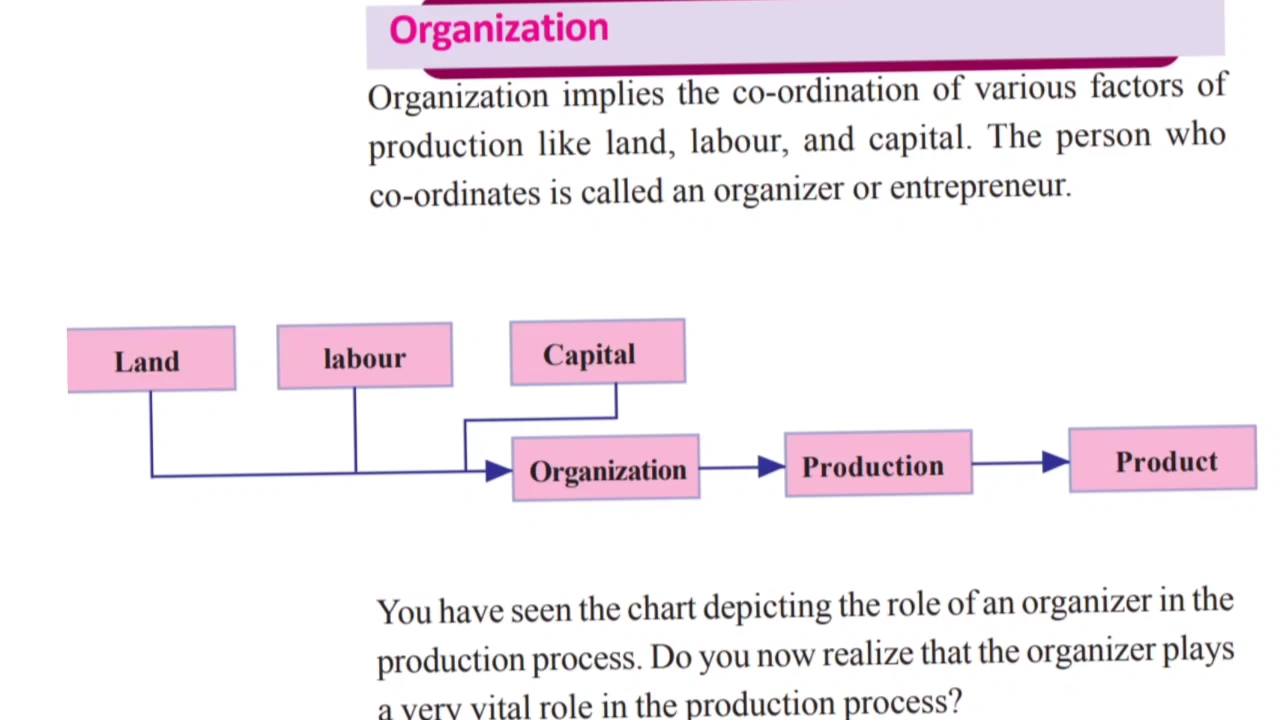 Organization
Organization implies the co-ordination of various factors of
production like land, labour, and capital. The person who
co-ordinates is called an organizer or entrepreneur.
Land
labour
Capital
Organization
Production
Product
You have seen the chart depicting the role of an organizer in the
production process. Do you now realize that the organizer plays
a very vital role in the production process?